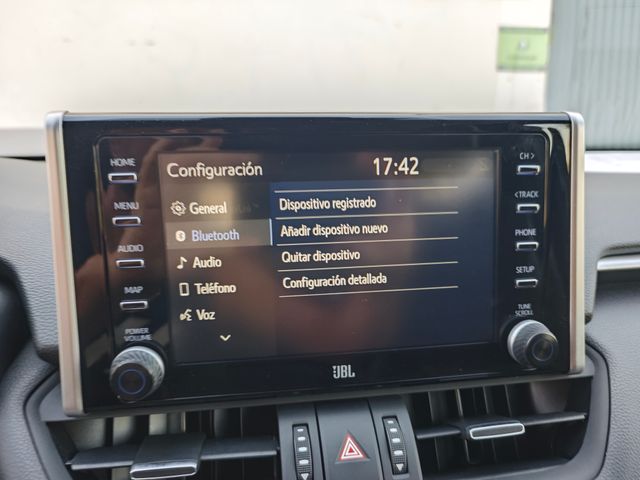 HOME
MENU
AUDIO
MAP
POWER
VOLUME
Configuración
17:42
General
Bluetooth
Audio
Teléfono
Voz
Dispositivo registrado
Añadir dispositivo nuevo
Quitar dispositivo
Configuración detallada
CH >
< TRACK
PHONE
SETUP
TUNE
SCROLL
JBL